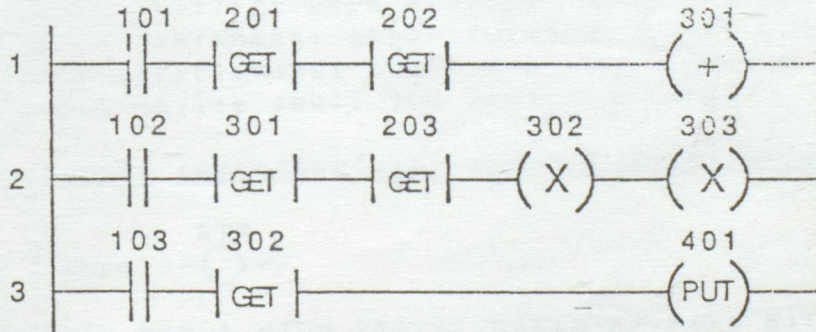 101 201 202 301
1 GET GET +
102 301 203 302 303
2 GET GET X X
103 302 401
3 GET PUT